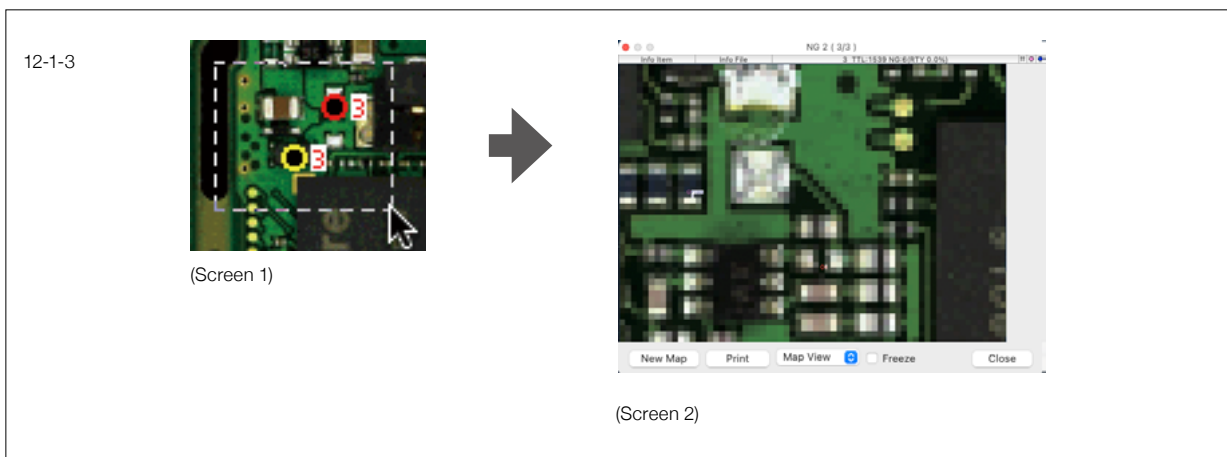 12-1-3
3
3
re
(Screen 1)
NG 2 ( 3/3 )
Info Item Info File 3 TTL:1539 NG:6(RTY 0.0%)
New Map Print Map View Freeze Close
(Screen 2)